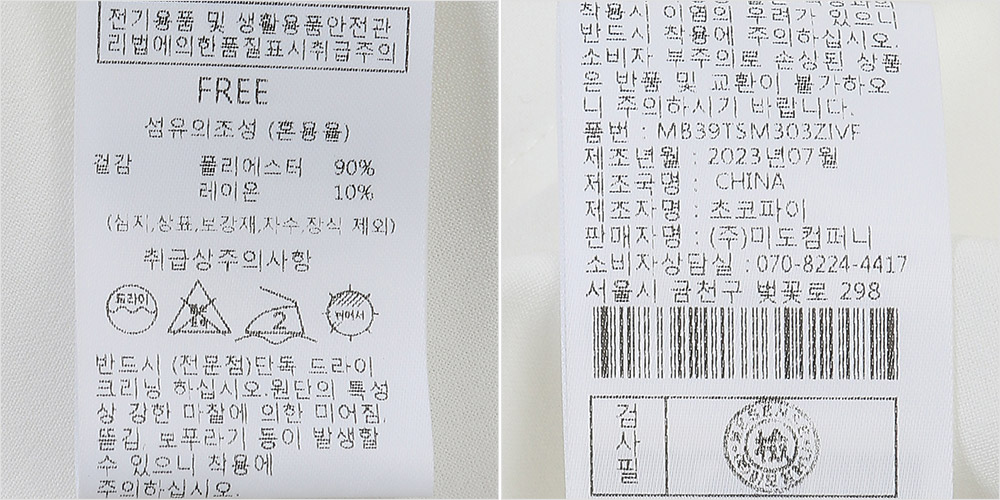 전기용품 및 생활용품안전관
리법에의한품질표시취급주의
FREE
섬유의조성 (혼용율)
겉감 폴리에스터 90%
레이온 10%
(심지,상표,보강재,자수,장식 제외)
취급상주의사항
드라이
2
반드시 (전문점)단독 드라이
크리닝 하십시오.원단의 특성
상 강한 마찰에 의한 미어짐,
뜯김, 보푸라기 등이 발생할
수 있으니 착용에
주의하십시오.
착용시 이염의 우려가 있으니
반드시 착용에 주의하십시오.
소비자 부주의로 손상된 상품
은 반품 및 교환이 불가하오
니 주의하시기 바랍니다.
품번 : MB39TSM303ZIVF
제조년월 : 2023년07월
제조국명 : CHINA
제조자명 : 초코파이
판매자명 : (주)미도컴퍼니
소비자상담실 : 070-8224-4417
서울시 금천구 벚꽃로 298
검사필